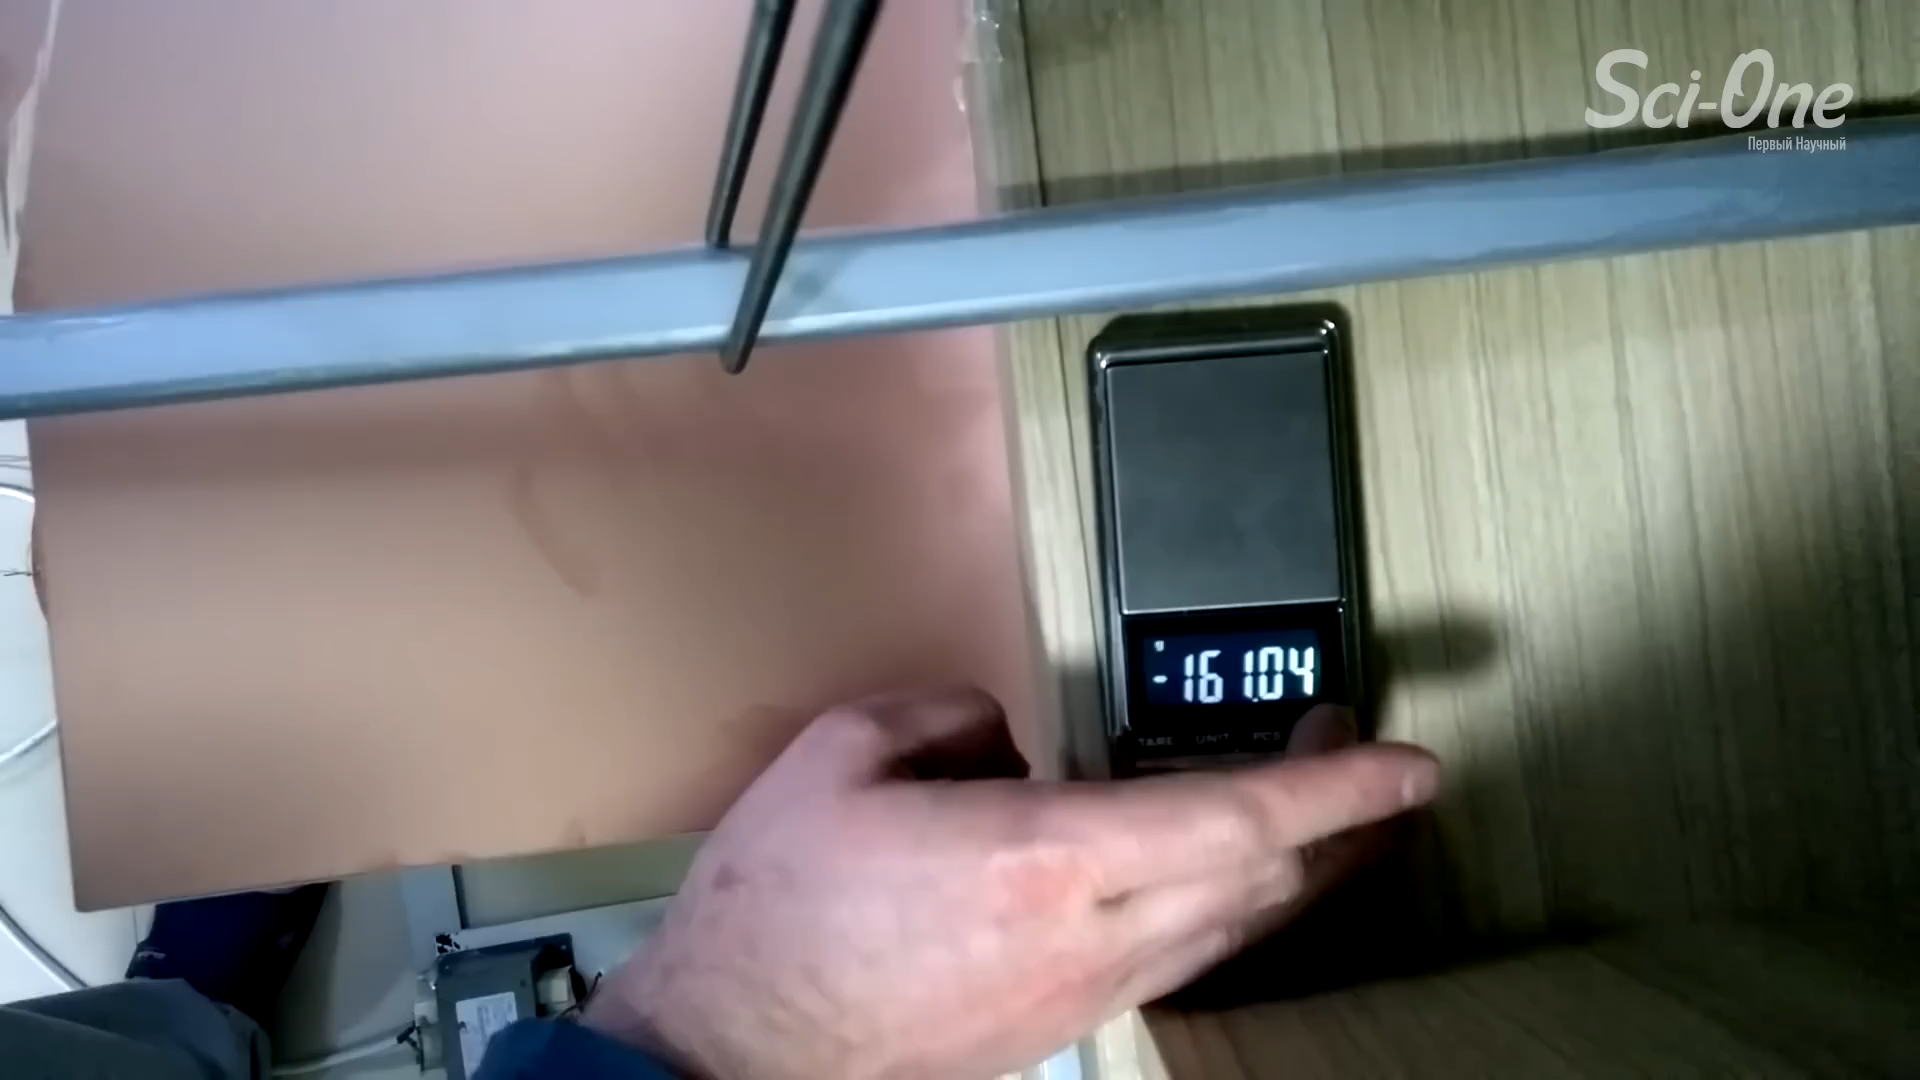 Sci-One
Первый Научный
g
-161.04
TARE UNIT PCS